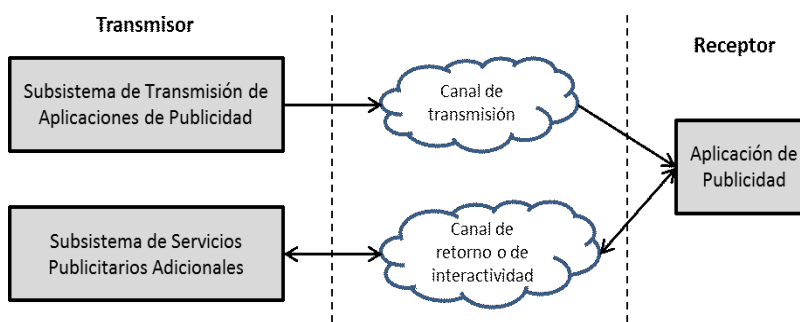 Transmisor
Receptor
Subsistema de Transmisión de
Aplicaciones de Publicidad
Canal de
transmisión
Aplicación de
Publicidad
Subsistema de Servicios
Publicitarios Adicionales
Canal de
retorno o de
interactividad